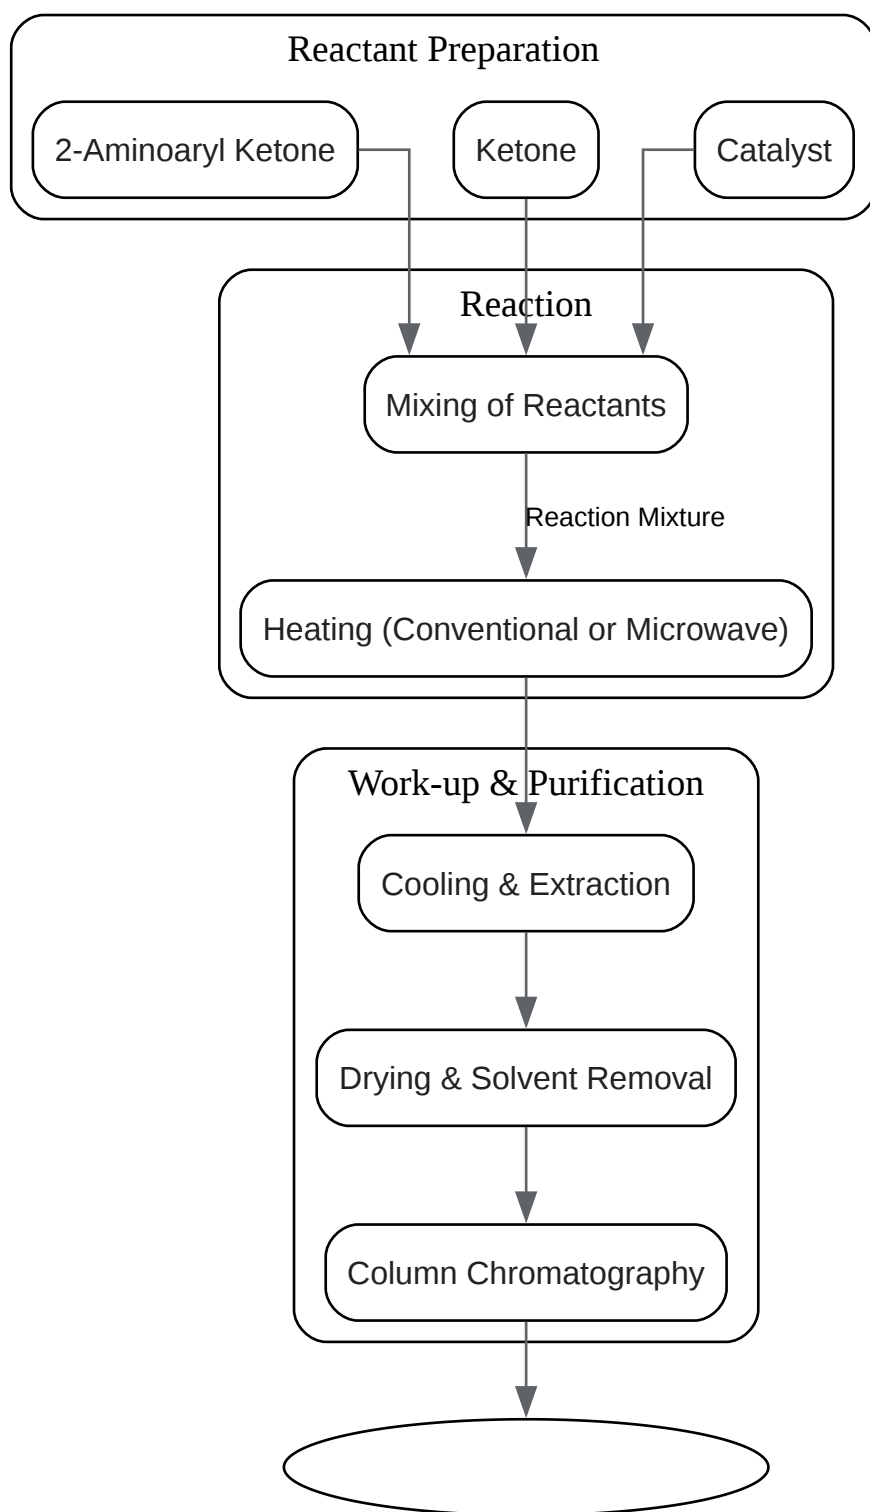 Reactant Preparation
2-Aminoaryl Ketone
Ketone
Catalyst
Reaction
Mixing of Reactants
Reaction Mixture
Heating (Conventional or Microwave)
Work-up & Purification
Cooling & Extraction
Drying & Solvent Removal
Column Chromatography